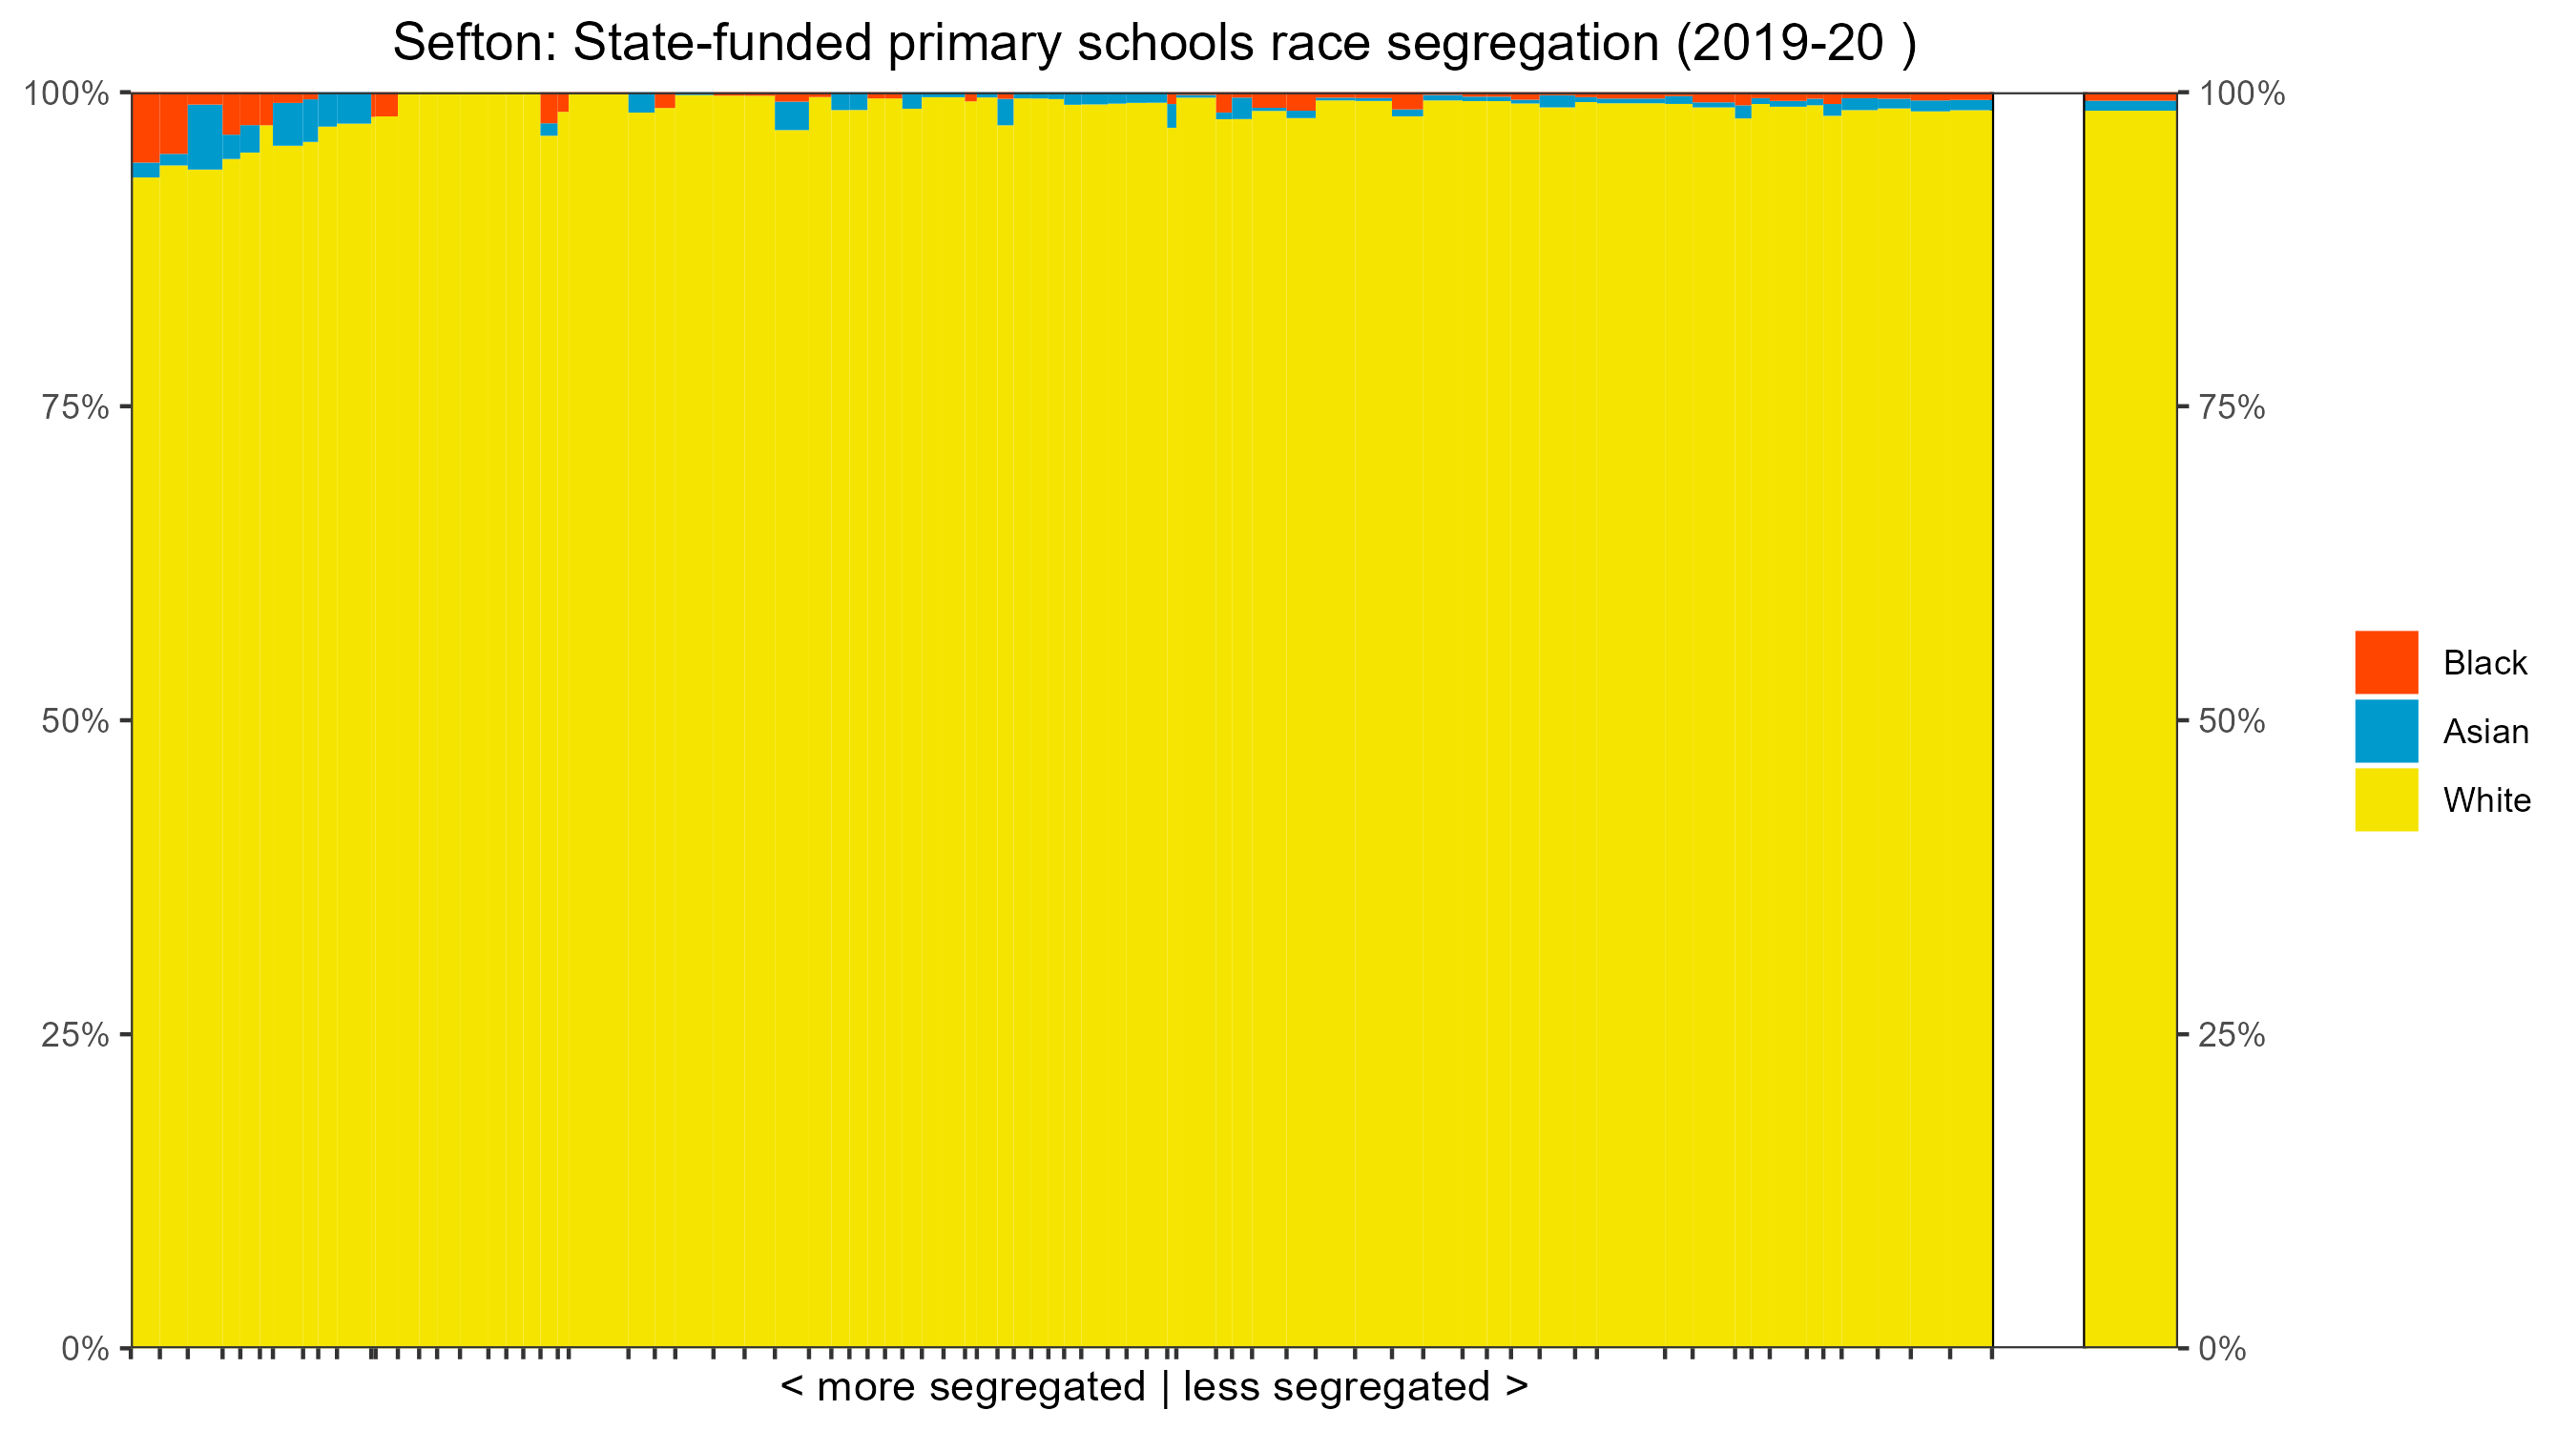 Sefton: State-funded primary schools race segregation (2019-20 )
100%
75%
50%
25%
0%
100%
75%
50%
25%
0%
Black
Asian
White
< more segregated | less segregated >